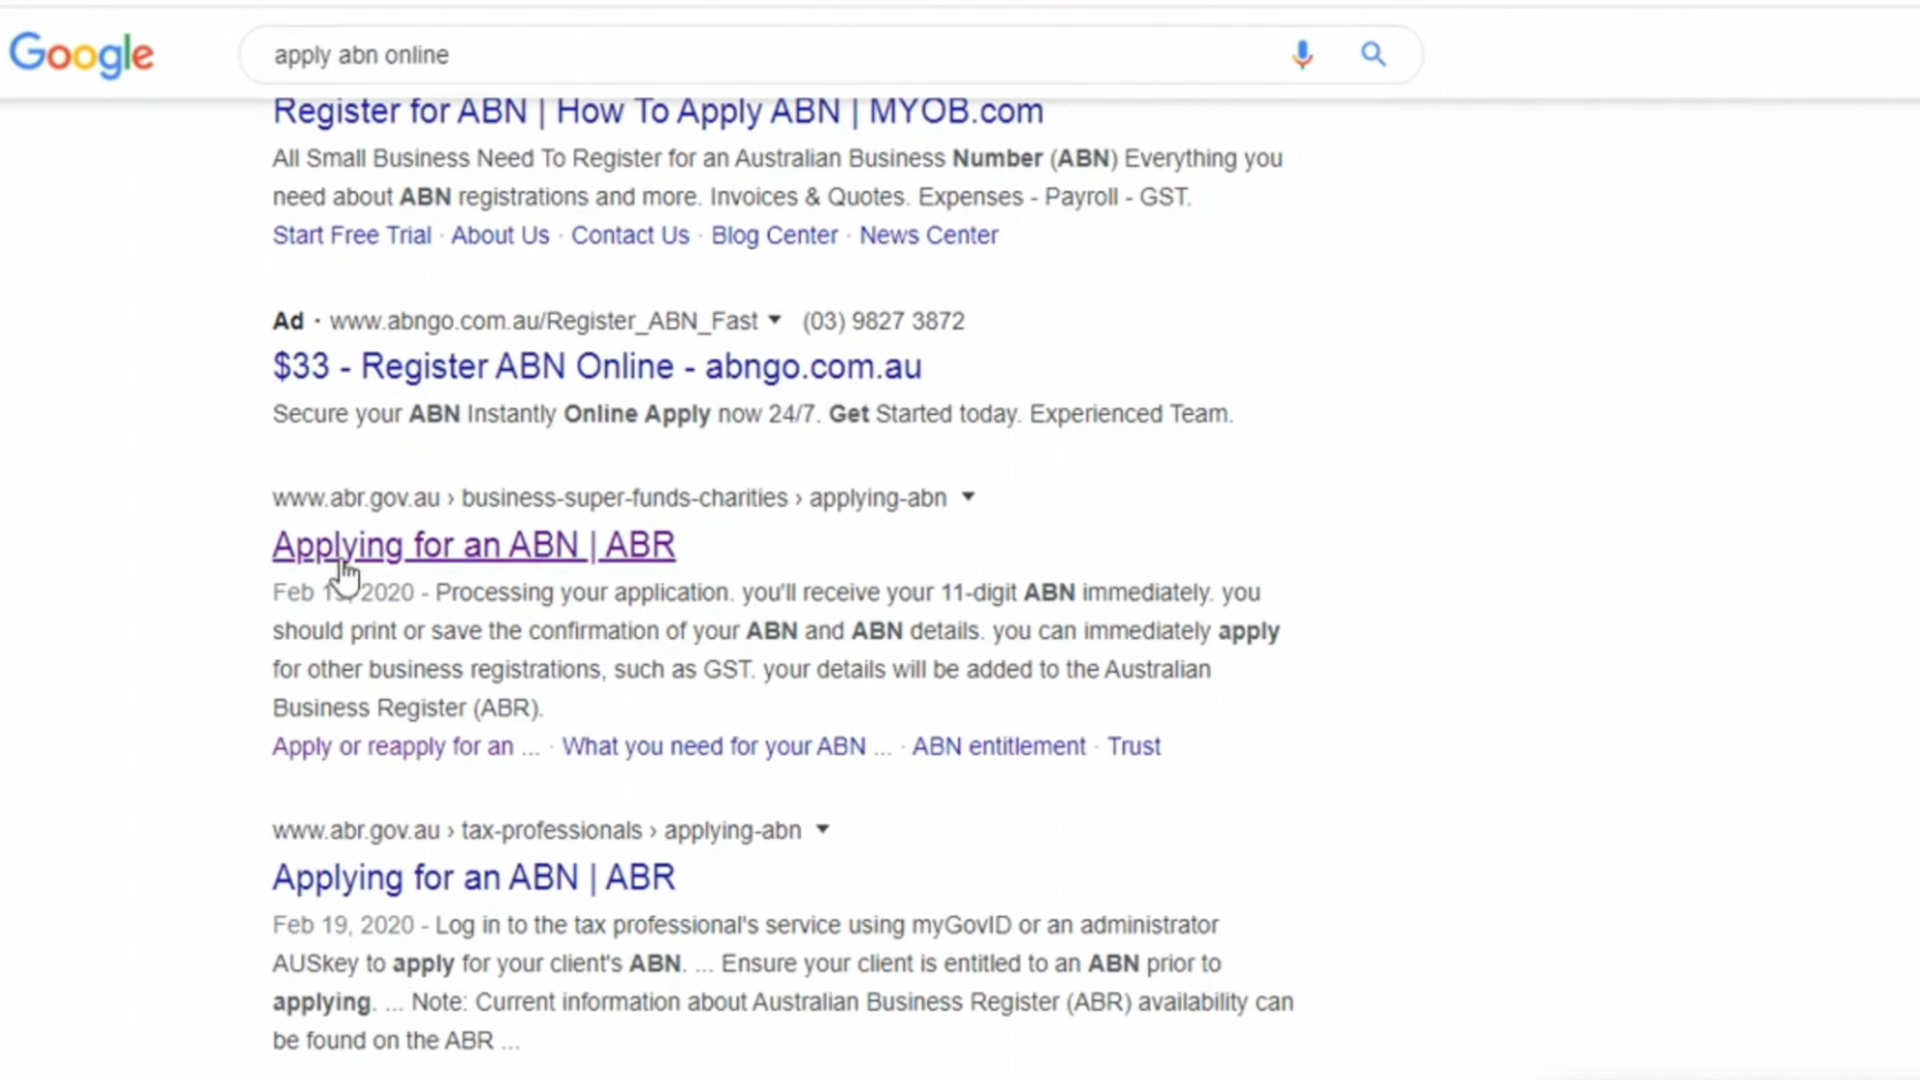 Google
apply abn online
Register for ABN | How To Apply ABN | MYOB.com
All Small Business Need To Register for an Australian Business Number (ABN) Everything you
need about ABN registrations and more. Invoices & Quotes. Expenses - Payroll - GST.
Start Free Trial · About Us · Contact Us · Blog Center · News Center
Ad · www.abngo.com.au/Register_ABN_Fast (03) 9827 3872
$33 - Register ABN Online - abngo.com.au
Secure your ABN Instantly Online Apply now 24/7. Get Started today. Experienced Team.
www.abr.gov.au › business-super-funds-charities › applying-abn
Applying for an ABN | ABR
Feb 2020 - Processing your application. you'll receive your 11-digit ABN immediately. you
should print or save the confirmation of your ABN and ABN details. you can immediately apply
for other business registrations, such as GST. your details will be added to the Australian
Business Register (ABR).
Apply or reapply for an ... · What you need for your ABN ... · ABN entitlement · Trust
www.abr.gov.au › tax-professionals › applying-abn
Applying for an ABN | ABR
Feb 19, 2020 - Log in to the tax professional's service using myGovID or an administrator
AUSkey to apply for your client's ABN. ... Ensure your client is entitled to an ABN prior to
applying. ... Note: Current information about Australian Business Register (ABR) availability can
be found on the ABR ...